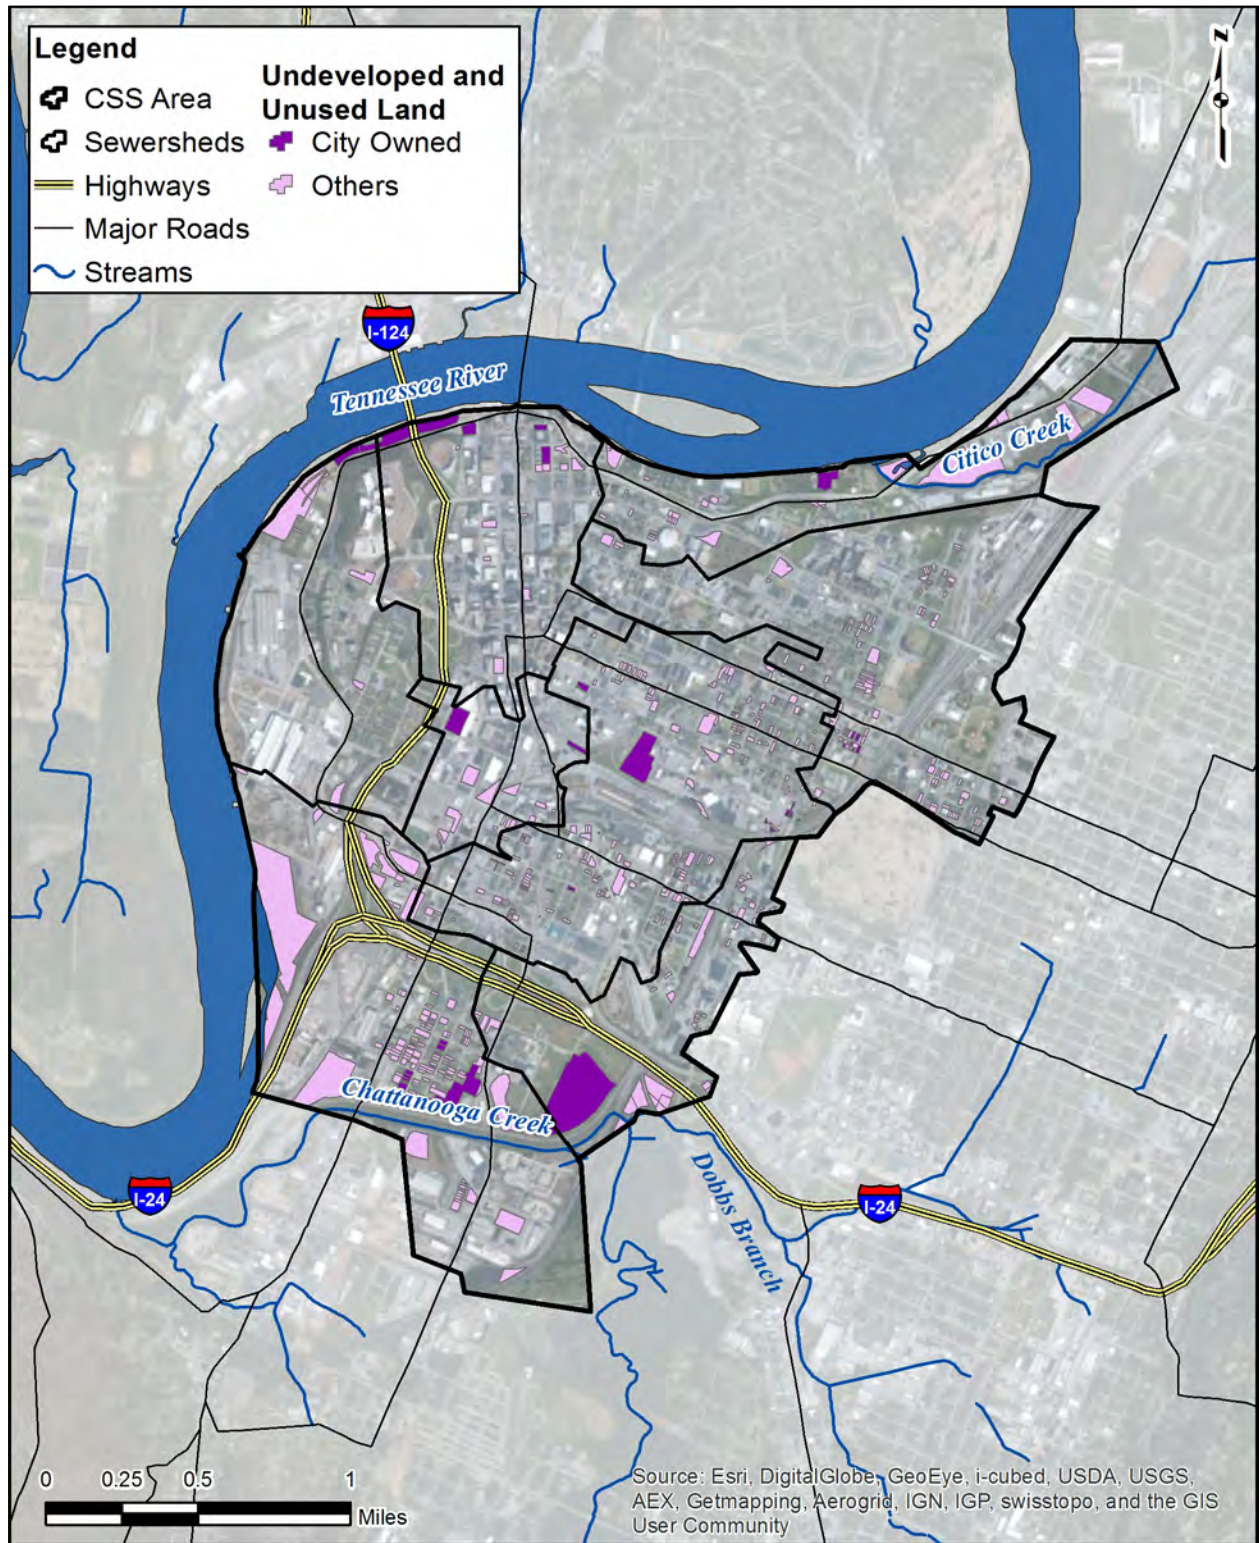 Legend
CSS Area
Sewersheds
Highways
Major Roads
Streams
Undeveloped and
Unused Land
City Owned
Others
N
I-124
Tennessee River
Citico Creek
Chattanooga Creek
Dobbs Branch
I-24
I-24
0 0.25 0.5 1
Miles
Source: Esri, DigitalGlobe, GeoEye, i-cubed, USDA, USGS,
AEX, Getmapping, Aerogrid, IGN, IGP, swisstopo, and the GIS
User Community